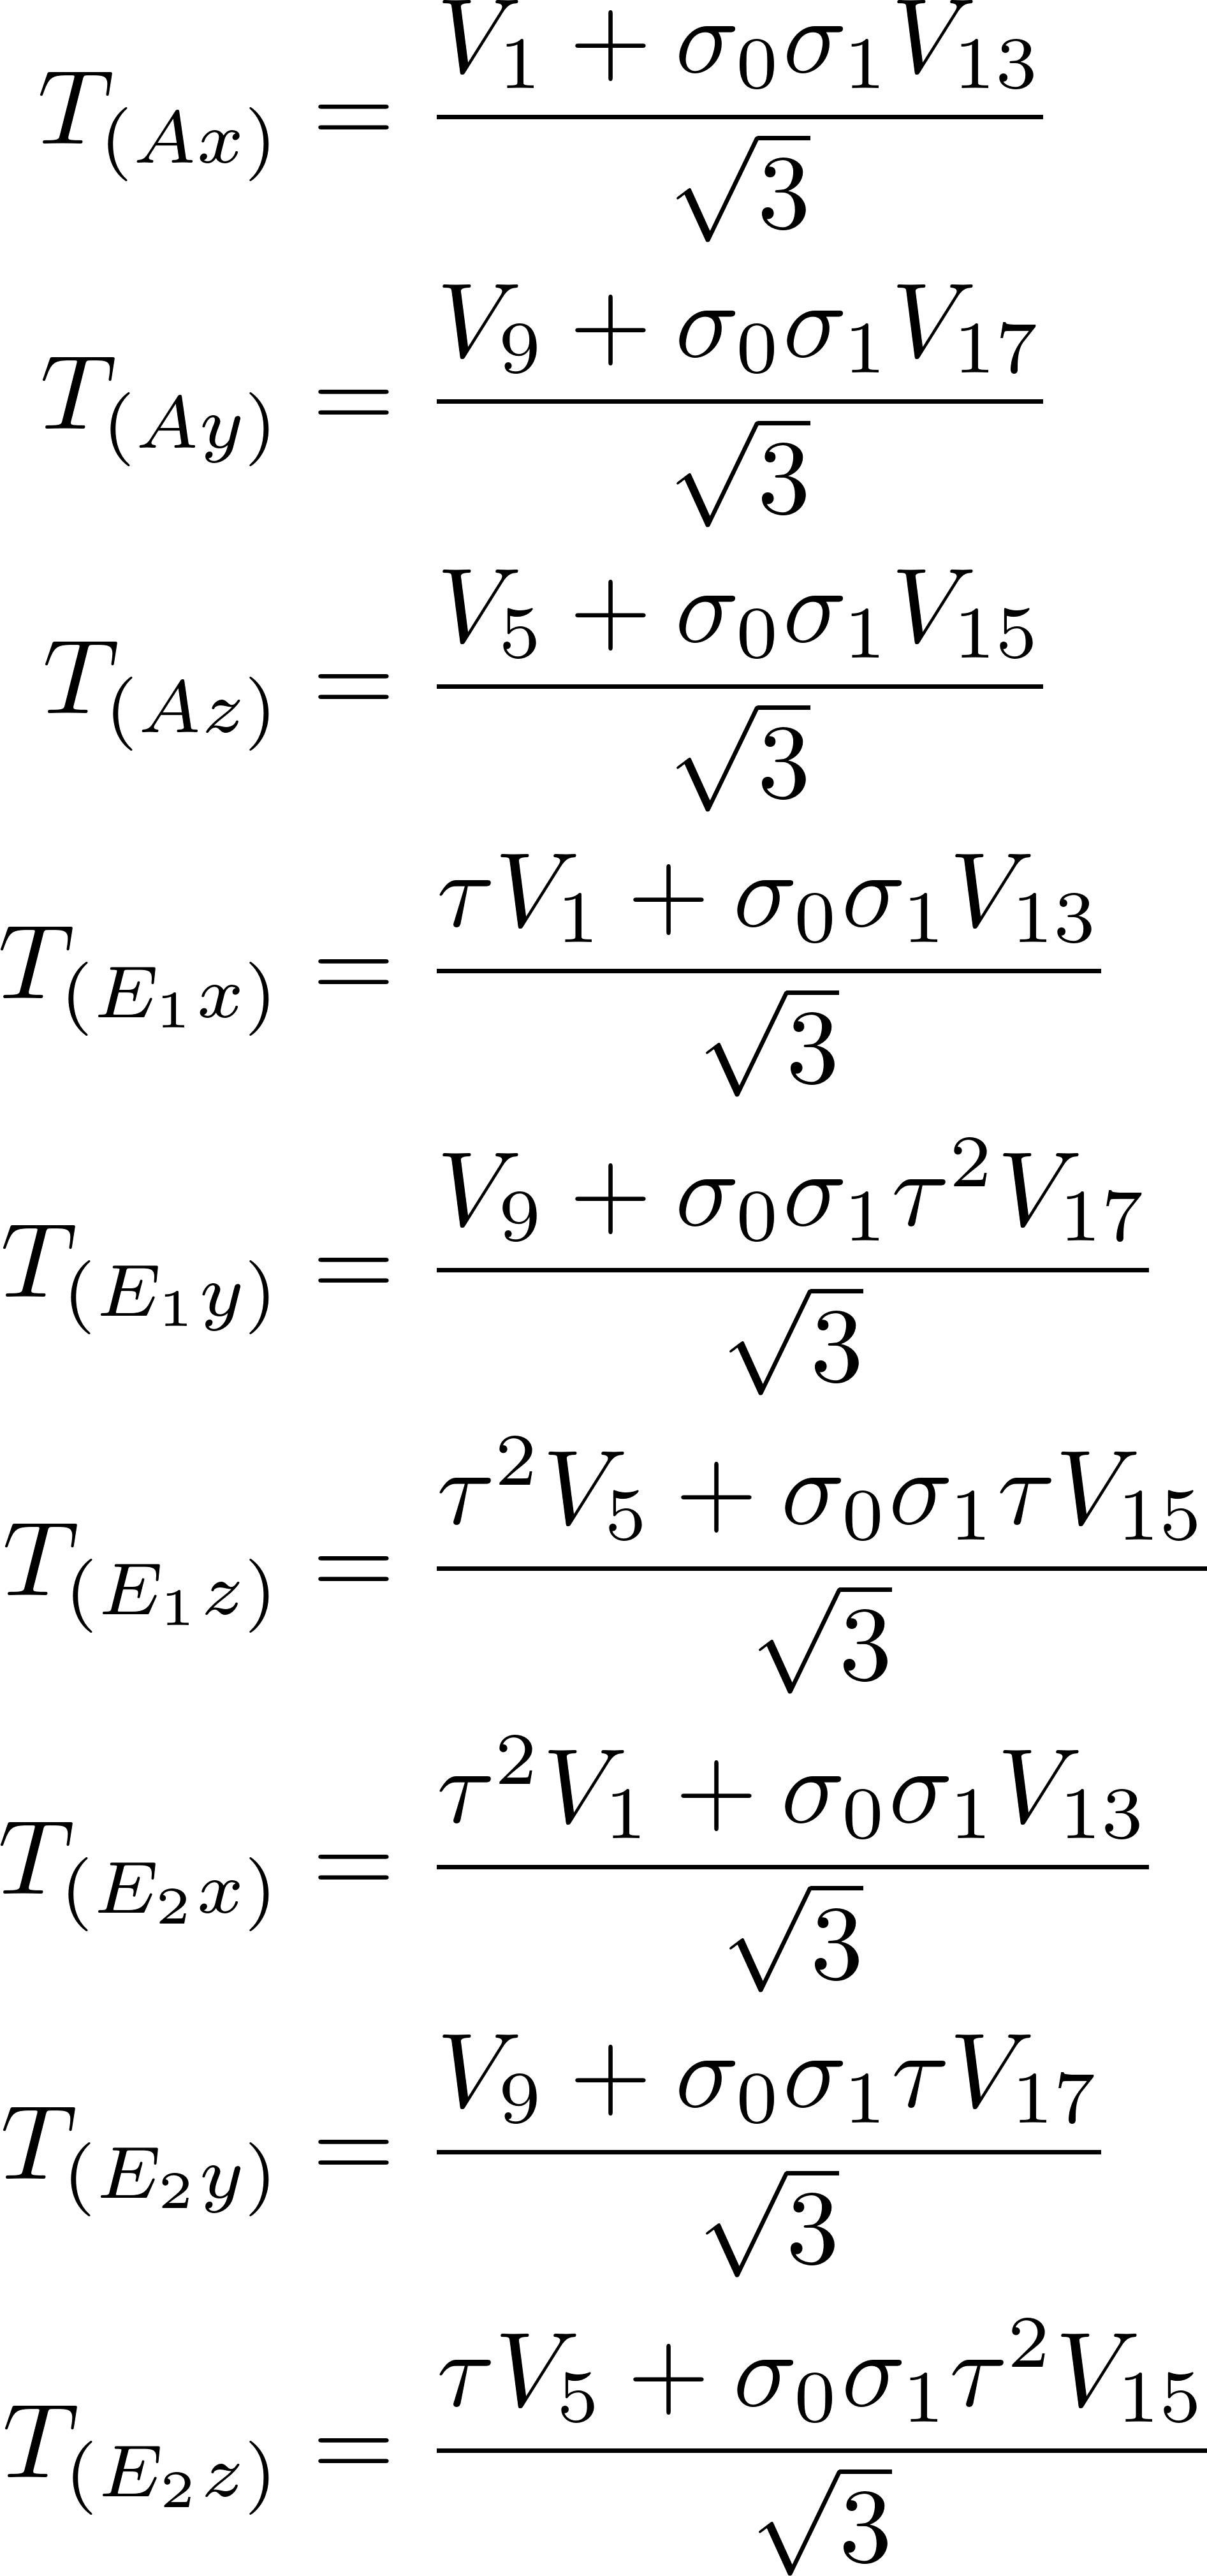 T_{(Ax)} = \frac{V_1 + \sigma_0\sigma_1 V_{13}}{\sqrt{3}}
T_{(Ay)} = \frac{V_9 + \sigma_0\sigma_1 V_{17}}{\sqrt{3}}
T_{(Az)} = \frac{V_5 + \sigma_0\sigma_1 V_{15}}{\sqrt{3}}
T_{(E_1x)} = \frac{\tau V_1 + \sigma_0\sigma_1 V_{13}}{\sqrt{3}}
T_{(E_1y)} = \frac{V_9 + \sigma_0\sigma_1 \tau^2 V_{17}}{\sqrt{3}}
T_{(E_1z)} = \frac{\tau^2 V_5 + \sigma_0\sigma_1 \tau V_{15}}{\sqrt{3}}
T_{(E_2x)} = \frac{\tau^2 V_1 + \sigma_0\sigma_1 V_{13}}{\sqrt{3}}
T_{(E_2y)} = \frac{V_9 + \sigma_0\sigma_1 \tau V_{17}}{\sqrt{3}}
T_{(E_2z)} = \frac{\tau V_5 + \sigma_0\sigma_1 \tau^2 V_{15}}{\sqrt{3}}